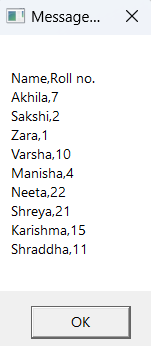 Message...
Name,Roll no.
Akhila,7
Sakshi,2
Zara,1
Varsha,10
Manisha,4
Neeta,22
Shreya,21
Karishma,15
Shraddha,11
OK